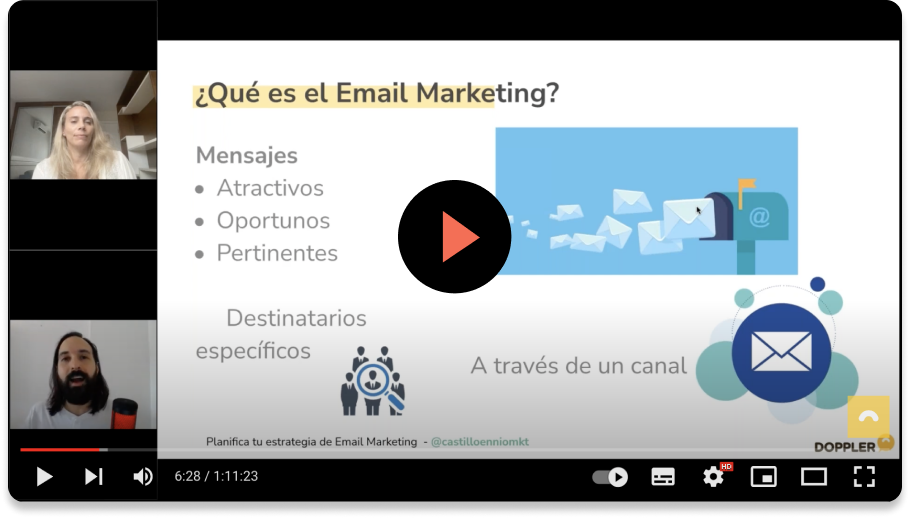 ¿Qué es el Email Marketing?
Mensajes
• Atractivos
• Oportunos
• Pertinentes
@
Destinatarios
específicos
A través de un canal
Planifica tu estrategia de Email Marketing - @castilloenniomkt
DOPPLER
6:28 / 1:11:23
HD